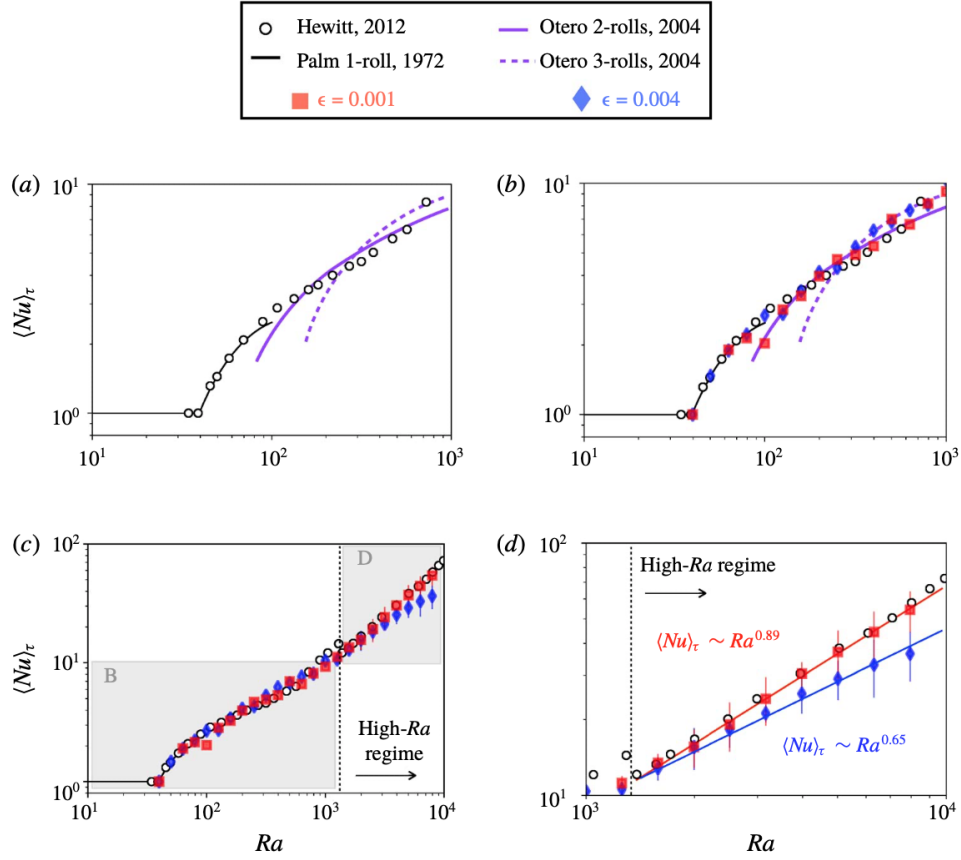 Hewitt, 2012
Otero 2-rolls, 2004
Palm 1-roll, 1972
Otero 3-rolls, 2004
ϵ = 0.001
ϵ = 0.004
(a)
10^1
⟨Nu⟩_τ
10^0
10^1
10^2
10^3
(b)
10^1
10^0
10^1
10^2
10^3
(c)
10^2
D
⟨Nu⟩_τ
10^1
B
High-Ra
regime
10^0
10
10^2
10^3
10^4
Ra
(d)
10^2
High-Ra regime
⟨Nu⟩_τ ~ Ra^0.89
⟨Nu⟩_τ ~ Ra^0.65
10^1
10^3
10^4
Ra